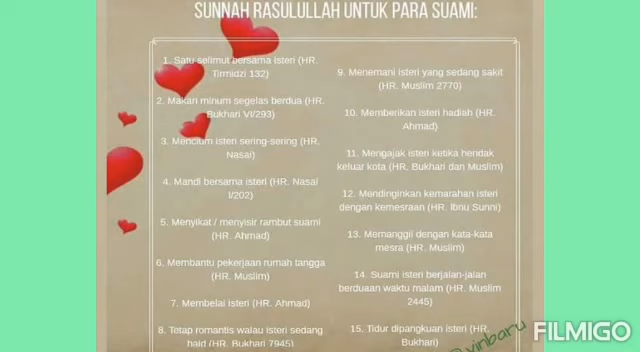 SUNNAH RASULULLAH UNTUK PARA SUAMI:
1. Satu selimut bersama isteri (HR.
Tirmidzi 132)
2. Makan minum segelas berdua (HR.
Bukhari VI/293)
3. Mencium isteri sering-sering (HR.
Nasai)
4. Mandi bersama isteri (HR. Nasai
I/202)
5. Menyikat / menyisir rambut suami
(HR. Ahmad)
6. Membantu pekerjaan rumah tangga
(HR. Muslim)
7. Membelai isteri (HR. Ahmad)
8. Tetap romantis walau isteri sedang
haid (HR. Bukhari 7945)
9. Menemani isteri yang sedang sakit
(HR. Muslim 2770)
10. Memberikan isteri hadiah (HR.
Ahmad)
11. Mengajak isteri ketika hendak
keluar kota (HR, Bukhari dan Muslim)
12. Mendinginkan kemarahan isteri
dengan kemesraan (HR. Ibnu Sunni)
13. Memanggil dengan kata-kata
mesra (HR. Muslim)
14. Suami isteri berjalan-jalan
berduaan waktu malam (HR. Muslim
2445)
15. Tidur dipangkuan isteri (HR.
Bukhari)
FILMIGO